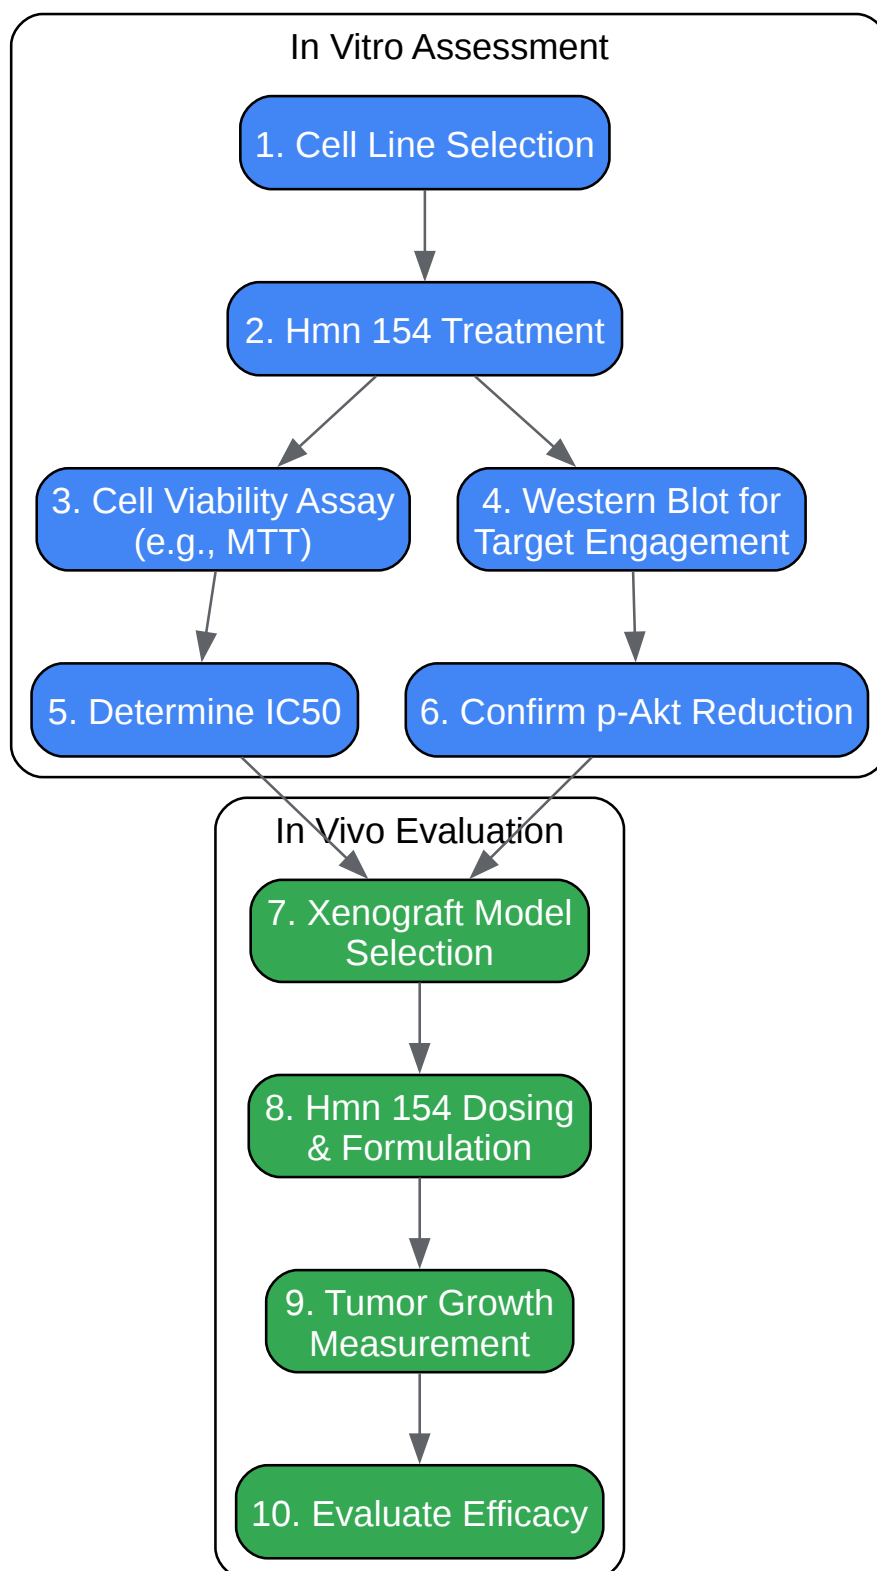 In Vitro Assessment
1. Cell Line Selection
2. Hmn 154 Treatment
3. Cell Viability Assay
(e.g., MTT)
4. Western Blot for
Target Engagement
5. Determine IC50
6. Confirm p-Akt Reduction
In Vivo Evaluation
7. Xenograft Model
Selection
8. Hmn 154 Dosing
& Formulation
9. Tumor Growth
Measurement
10. Evaluate Efficacy